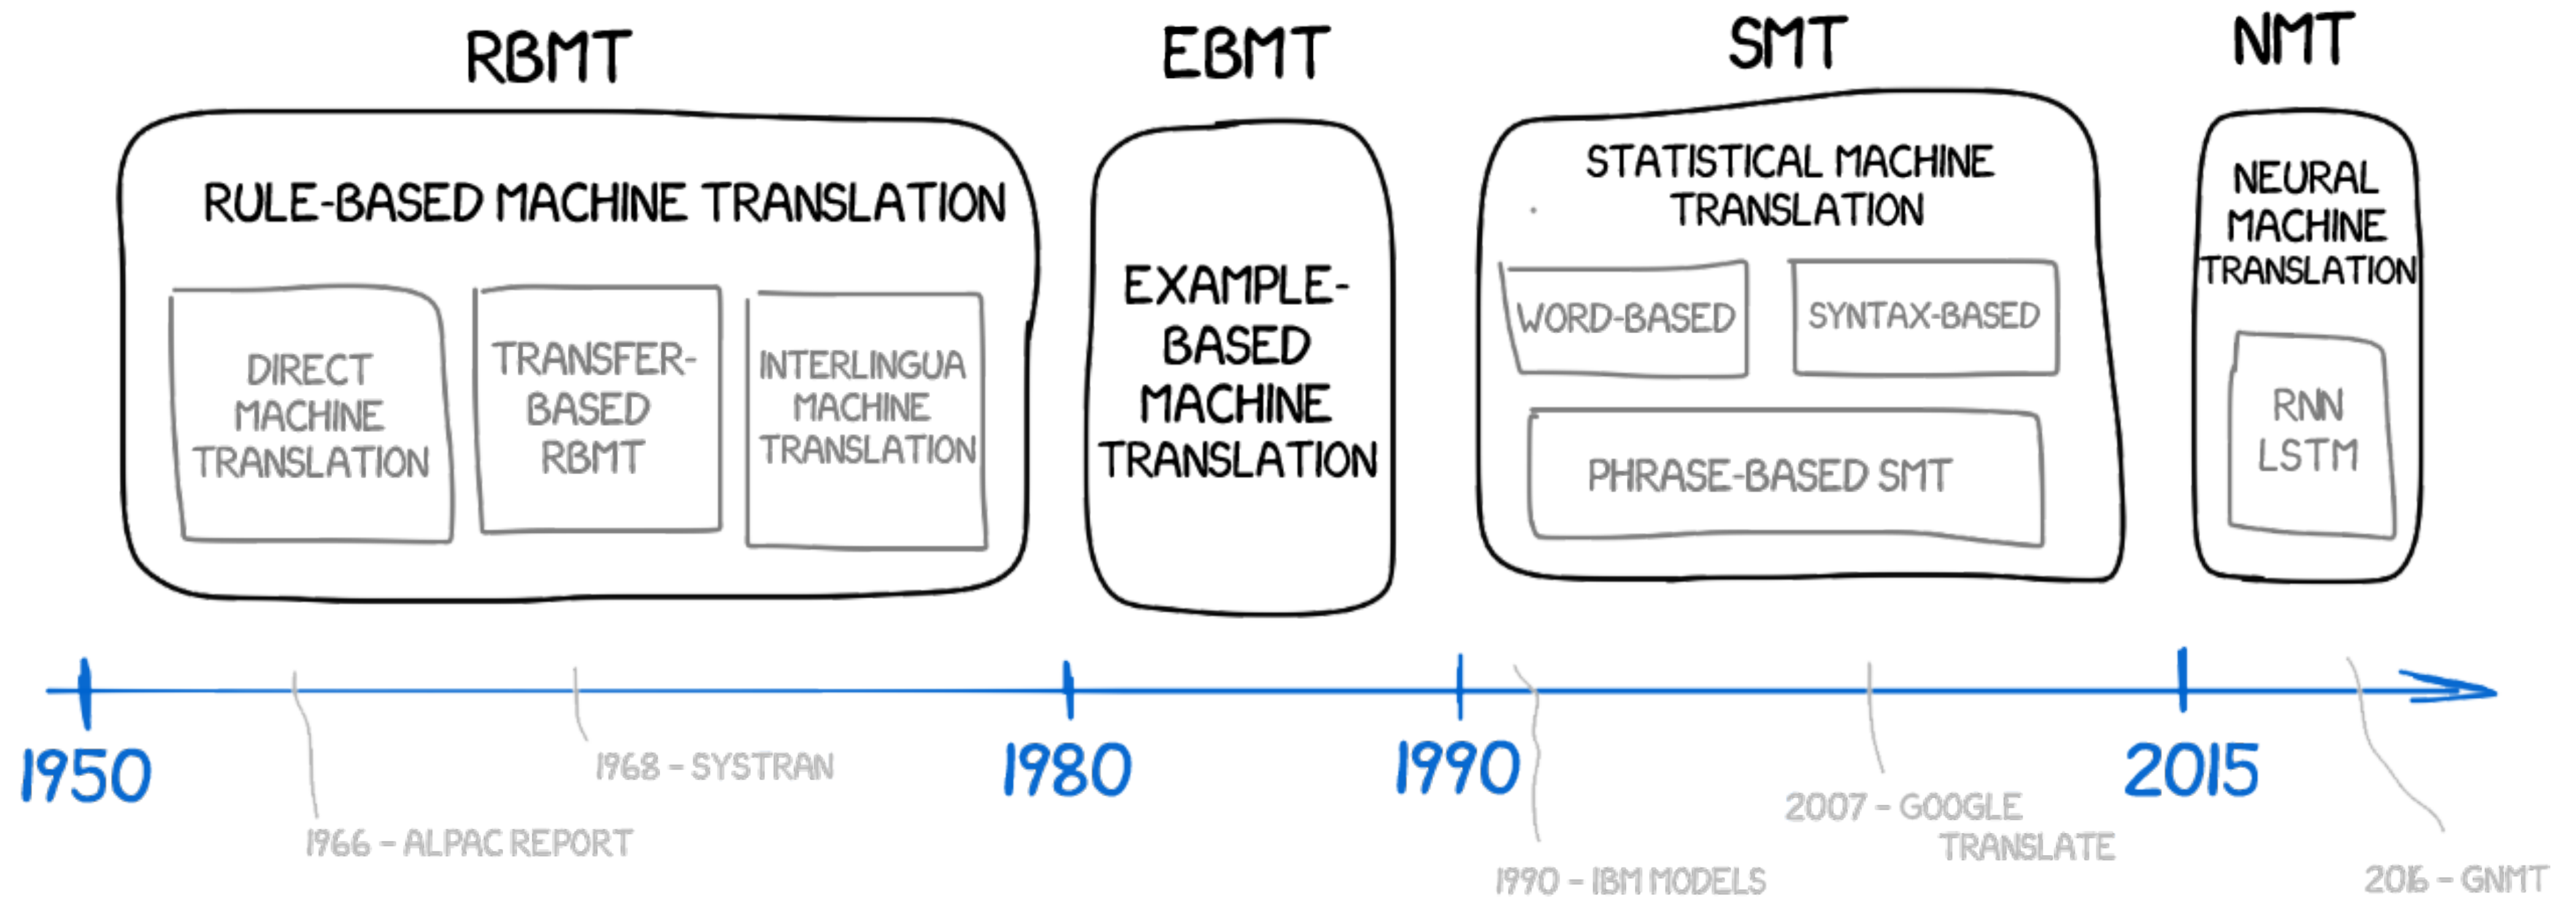 RBMT
EBMT
SMT
NMT
RULE-BASED MACHINE TRANSLATION
DIRECT
MACHINE
TRANSLATION
TRANSFER-
BASED
RBMT
INTERLINGUA
MACHINE
TRANSLATION
EXAMPLE-
BASED
MACHINE
TRANSLATION
STATISTICAL MACHINE
TRANSLATION
WORD-BASED
SYNTAX-BASED
PHRASE-BASED SMT
NEURAL
MACHINE
TRANSLATION
RNN
LSTM
1950
1980
1990
2015
1966 - ALPAC REPORT
1968 - SYSTRAN
1990 - IBM MODELS
2007 - GOOGLE
TRANSLATE
2016 - GNMT